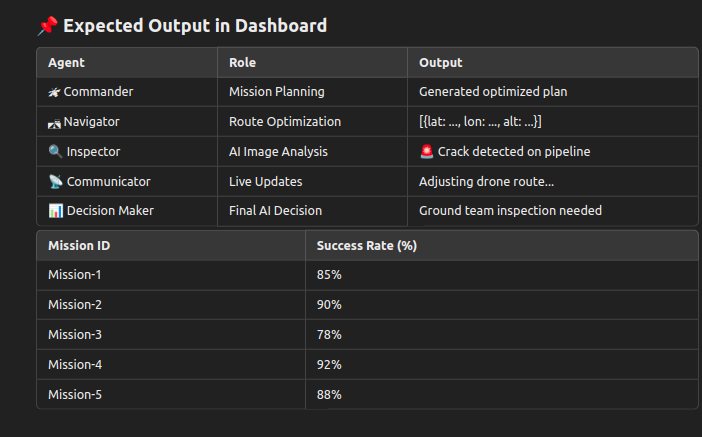 📌 Expected Output in Dashboard
Agent Role Output
🛩 Commander Mission Planning Generated optimized plan
🛤 Navigator Route Optimization [{lat: ..., lon: ..., alt: ...}]
🔍 Inspector AI Image Analysis 🚨 Crack detected on pipeline
📡 Communicator Live Updates Adjusting drone route...
📊 Decision Maker Final AI Decision Ground team inspection needed
Mission ID Success Rate (%)
Mission-1 85%
Mission-2 90%
Mission-3 78%
Mission-4 92%
Mission-5 88%